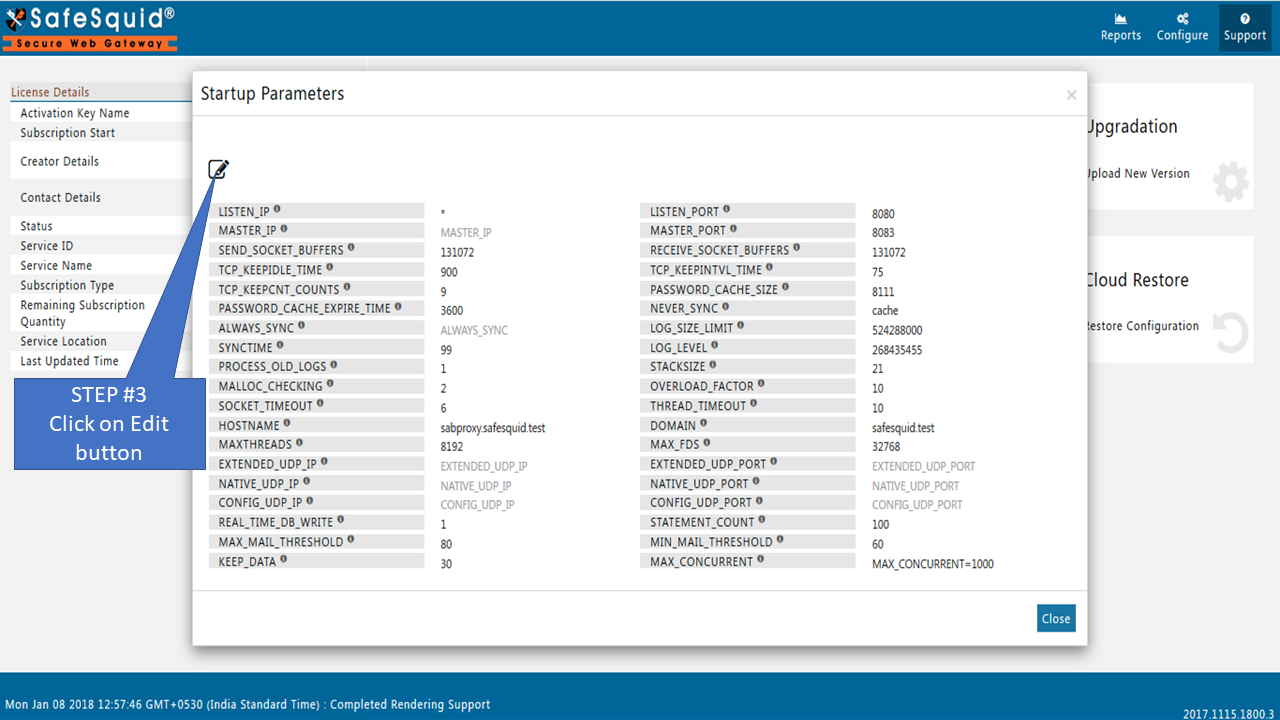 SafeSquid®
Secure Web Gateway
Reports
Configure
Support
License Details
Activation Key Name
Subscription Start
Creator Details
Contact Details
Status
Service ID
Service Name
Subscription Type
Remaining Subscription
Quantity
Service Location
Last Updated Time
STEP #3
Click on Edit
button
Startup Parameters
×
LISTEN_IP * LISTEN_PORT 8080
MASTER_IP MASTER_IP MASTER_PORT 8083
SEND_SOCKET_BUFFERS 131072 RECEIVE_SOCKET_BUFFERS 131072
TCP_KEEPIDLE_TIME 900 TCP_KEEPINTVL_TIME 75
TCP_KEEPCNT_COUNTS 9 PASSWORD_CACHE_SIZE 8111
PASSWORD_CACHE_EXPIRE_TIME 3600 NEVER_SYNC cache
ALWAYS_SYNC ALWAYS_SYNC LOG_SIZE_LIMIT 524288000
SYNCTIME 99 LOG_LEVEL 268435455
PROCESS_OLD_LOGS 1 STACKSIZE 21
MALLOC_CHECKING 2 OVERLOAD_FACTOR 10
SOCKET_TIMEOUT 6 THREAD_TIMEOUT 10
HOSTNAME sabproxy.safesquid.test DOMAIN safesquid.test
MAXTHREADS 8192 MAX_FDS 32768
EXTENDED_UDP_IP EXTENDED_UDP_IP EXTENDED_UDP_PORT EXTENDED_UDP_PORT
NATIVE_UDP_IP NATIVE_UDP_IP NATIVE_UDP_PORT NATIVE_UDP_PORT
CONFIG_UDP_IP CONFIG_UDP_IP CONFIG_UDP_PORT CONFIG_UDP_PORT
REAL_TIME_DB_WRITE 1 STATEMENT_COUNT 100
MAX_MAIL_THRESHOLD 80 MIN_MAIL_THRESHOLD 60
KEEP_DATA 30 MAX_CONCURRENT MAX_CONCURRENT=1000
Close
Upgradation
Upload New Version
Cloud Restore
Restore Configuration
Mon Jan 08 2018 12:57:46 GMT+0530 (India Standard Time) : Completed Rendering Support
2017.1115.1800.3